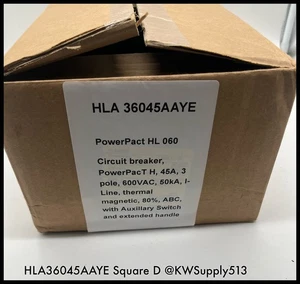 HLA 36045AAYE
PowerPact HL 060
Circuit breaker,
PowerPacT H, 45A, 3
pole, 600VAC, 50kA, I-
Line, thermal
magnetic, 80%, ABC,
with Auxillary Switch
and extended handle
HLA36045AAYE Square D @KWSupply513